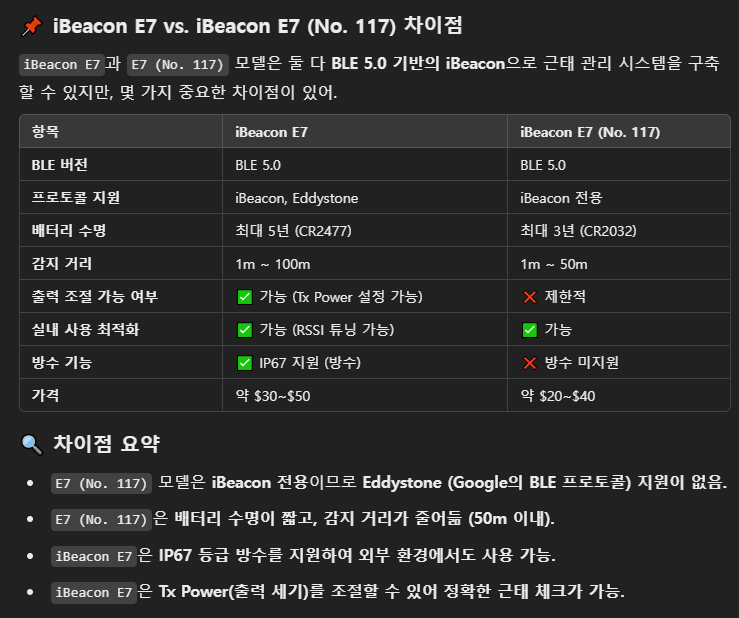 📌 iBeacon E7 vs. iBeacon E7 (No. 117) 차이점
iBeacon E7 과 E7 (No. 117) 모델은 둘 다 BLE 5.0 기반의 iBeacon으로 근태 관리 시스템을 구축
할 수 있지만, 몇 가지 중요한 차이점이 있어.
항목 iBeacon E7 iBeacon E7 (No. 117)
BLE 버전 BLE 5.0 BLE 5.0
프로토콜 지원 iBeacon, Eddystone iBeacon 전용
배터리 수명 최대 5년 (CR2477) 최대 3년 (CR2032)
감지 거리 1m ~ 100m 1m ~ 50m
출력 조절 가능 여부 ✅ 가능 (Tx Power 설정 가능) ❌ 제한적
실내 사용 최적화 ✅ 가능 (RSSI 튜닝 가능) ✅ 가능
방수 기능 ✅ IP67 지원 (방수) ❌ 방수 미지원
가격 약 $30~$50 약 $20~$40
🔍 차이점 요약
• E7 (No. 117) 모델은 iBeacon 전용이므로 Eddystone (Google의 BLE 프로토콜) 지원이 없음.
• E7 (No. 117) 은 배터리 수명이 짧고, 감지 거리가 줄어듦 (50m 이내).
• iBeacon E7 은 IP67 등급 방수를 지원하여 외부 환경에서도 사용 가능.
• iBeacon E7 은 Tx Power(출력 세기)를 조절할 수 있어 정확한 근태 체크가 가능.